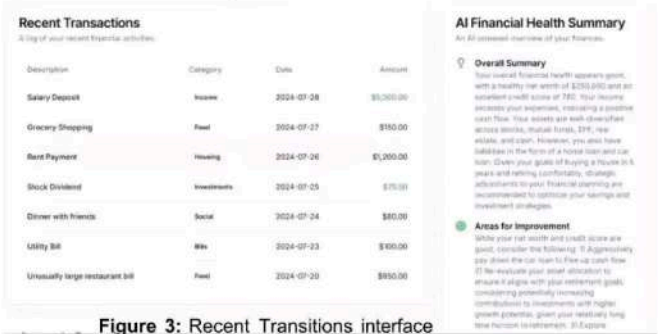 Recent Transactions
A log of your recent financial activities.
Description Category Date Amount
Salary Deposit Income 2024-07-28 $5,000.00
Grocery Shopping Food 2024-07-27 $150.00
Rent Payment Housing 2024-07-26 $1,200.00
Stock Dividend Investments 2024-07-25 $75.00
Dinner with friends Social 2024-07-24 $80.00
Utility Bill Bills 2024-07-23 $100.00
Unusually large restaurant bill Food 2024-07-20 $950.00
Figure 3: Recent Transitions interface
AI Financial Health Summary
An AI-powered overview of your finances.
Overall Summary
Your overall financial health appears good,
with a healthy net worth of $250,000 and an
excellent credit score of 780. Your income
exceeds your expenses, indicating a positive
cash flow. Your assets are well-diversified
across stocks, mutual funds, EPF, real
estate, and cash. However, you also have
liabilities in the form of a home loan and car
loan. Given your goals of buying a house in 5
years and retiring comfortably, strategic
adjustments to your financial planning are
recommended to optimize your savings and
investment strategies.
Areas for Improvement
While your net worth and credit score are
good, consider the following: 1) Aggressively
pay down the car loan to free up cash flow.
2) Re-evaluate your asset allocation to
ensure it aligns with your retirement goals,
considering potentially increasing
contributions to investments with higher
growth potential, given your relatively long
time horizon to retirement. 3) Explore